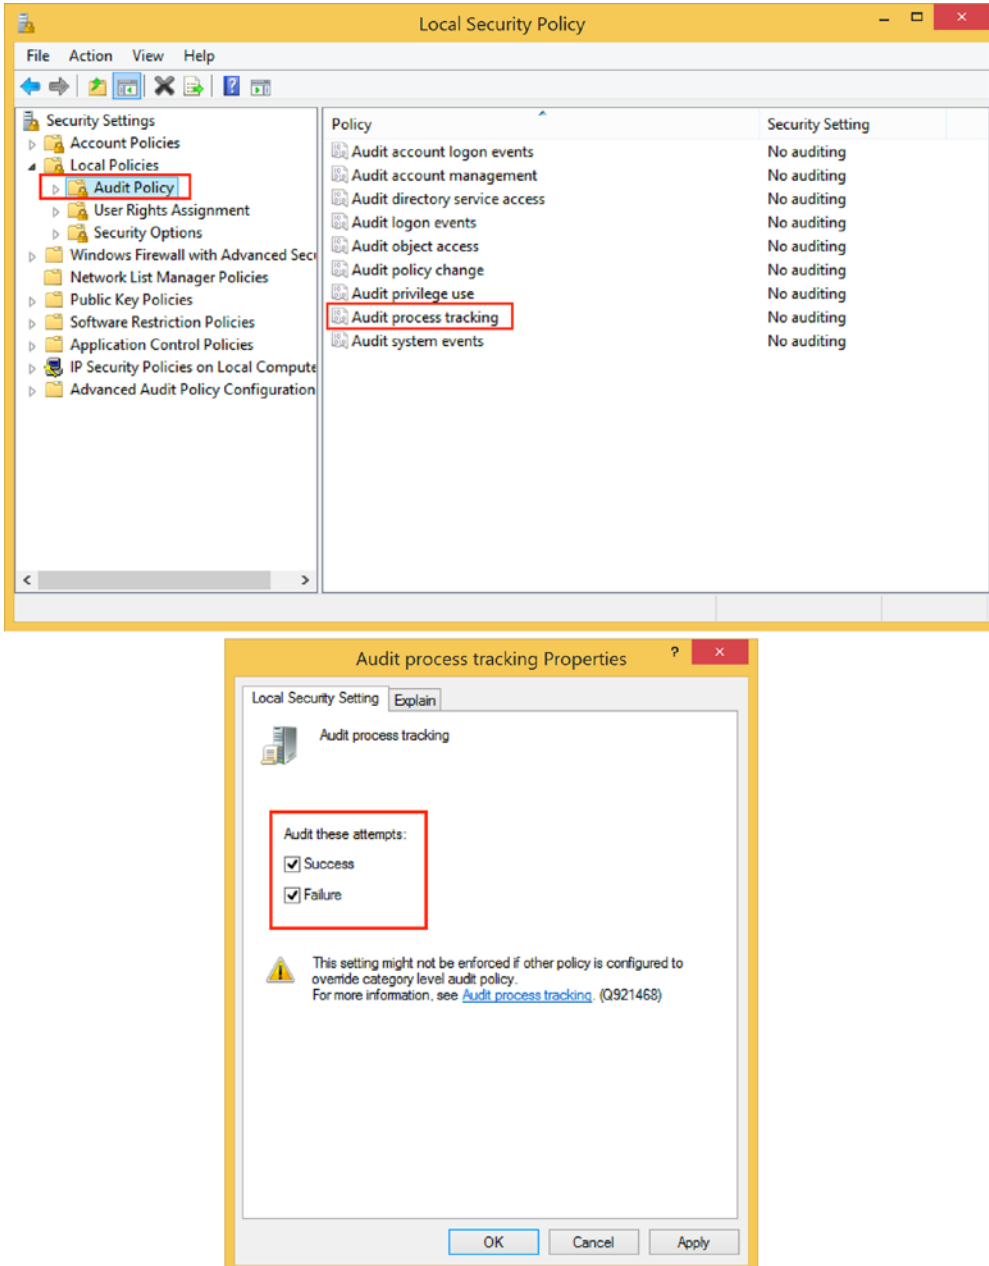 Local Security Policy
File Action View Help
Security Settings
Account Policies
Local Policies
Audit Policy
User Rights Assignment
Security Options
Windows Firewall with Advanced Secu
Network List Manager Policies
Public Key Policies
Software Restriction Policies
Application Control Policies
IP Security Policies on Local Compute
Advanced Audit Policy Configuration
Policy Security Setting
Audit account logon events No auditing
Audit account management No auditing
Audit directory service access No auditing
Audit logon events No auditing
Audit object access No auditing
Audit policy change No auditing
Audit privilege use No auditing
Audit process tracking No auditing
Audit system events No auditing
Audit process tracking Properties
Local Security Setting Explain
Audit process tracking
Audit these attempts:
Success
Failure
This setting might not be enforced if other policy is configured to
override category level audit policy.
For more information, see Audit process tracking. (Q921468)
OK Cancel Apply